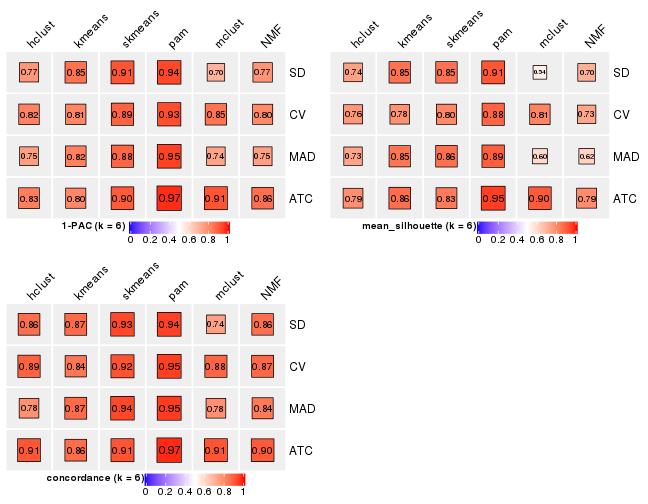 hclust kmeans skmeans pam mclust NMF
0.77 0.85 0.91 0.94 0.70 0.77 SD
0.82 0.81 0.89 0.93 0.85 0.80 CV
0.75 0.82 0.88 0.95 0.74 0.75 MAD
0.83 0.80 0.90 0.97 0.91 0.86 ATC
1-PAC (k = 6)
0 0.2 0.4 0.6 0.8 1
hclust kmeans skmeans pam mclust NMF
0.74 0.85 0.85 0.91 0.54 0.70 SD
0.76 0.78 0.80 0.88 0.81 0.73 CV
0.73 0.85 0.86 0.89 0.60 0.62 MAD
0.79 0.86 0.83 0.95 0.90 0.79 ATC
mean_silhouette (k = 6)
0 0.2 0.4 0.6 0.8 1
hclust kmeans skmeans pam mclust NMF
0.86 0.87 0.93 0.94 0.74 0.86 SD
0.89 0.84 0.92 0.95 0.88 0.87 CV
0.78 0.87 0.94 0.95 0.78 0.84 MAD
0.91 0.86 0.91 0.97 0.91 0.90 ATC
concordance (k = 6)
0 0.2 0.4 0.6 0.8 1